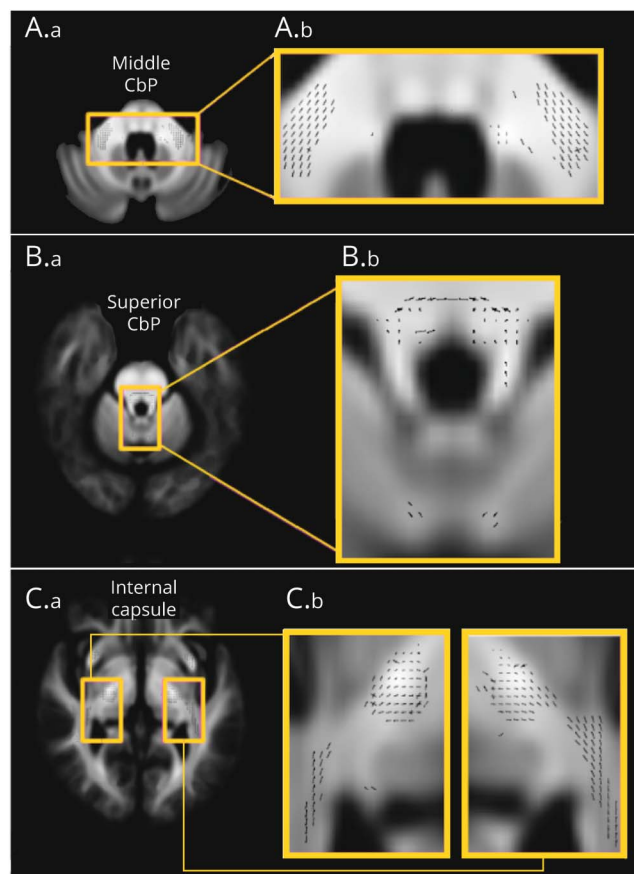 A.a
A.b
Middle
CbP
B.a
B.b
Superior
CbP
C.a
Internal
capsule
C.b